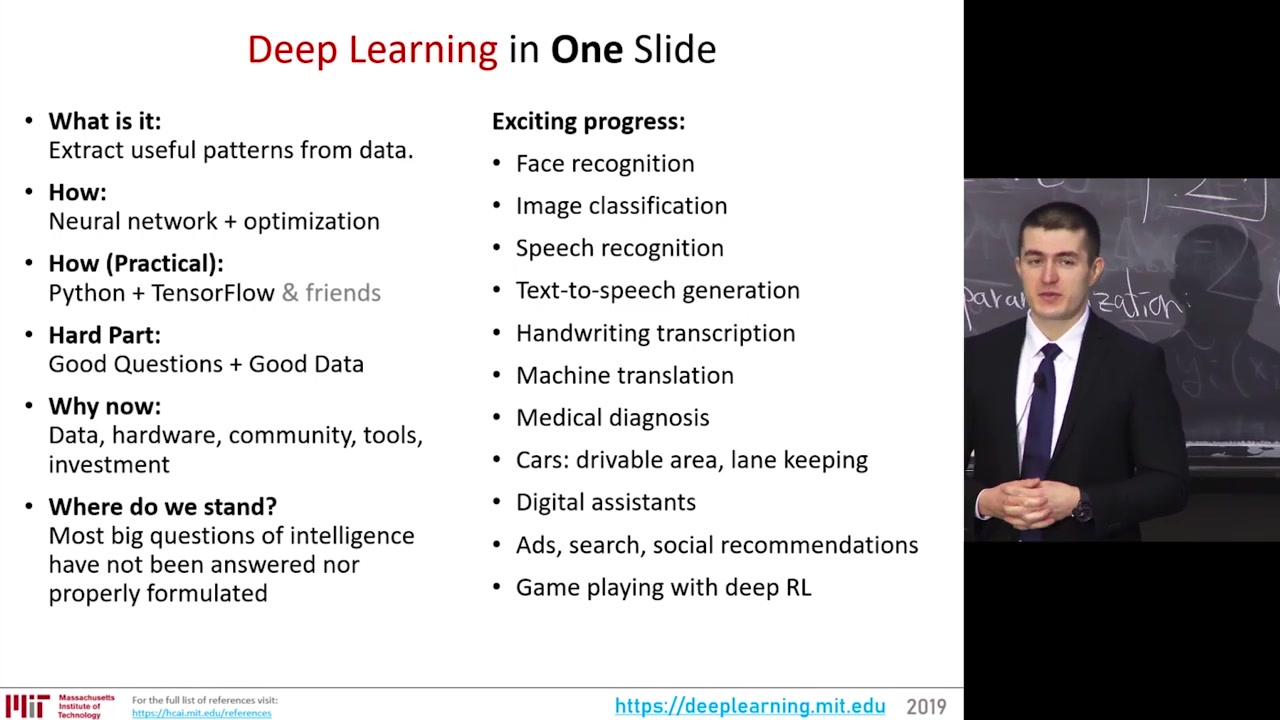 Deep Learning in One Slide
• What is it:
Extract useful patterns from data.
• How:
Neural network + optimization
• How (Practical):
Python + TensorFlow & friends
• Hard Part:
Good Questions + Good Data
• Why now:
Data, hardware, community, tools,
investment
• Where do we stand?
Most big questions of intelligence
have not been answered nor
properly formulated
Exciting progress:
• Face recognition
• Image classification
• Speech recognition
• Text-to-speech generation
• Handwriting transcription
• Machine translation
• Medical diagnosis
• Cars: drivable area, lane keeping
• Digital assistants
• Ads, search, social recommendations
• Game playing with deep RL
MIT
Massachusetts
Institute of
Technology
For the full list of references visit:
https://hcai.mit.edu/references
https://deeplearning.mit.edu 2019